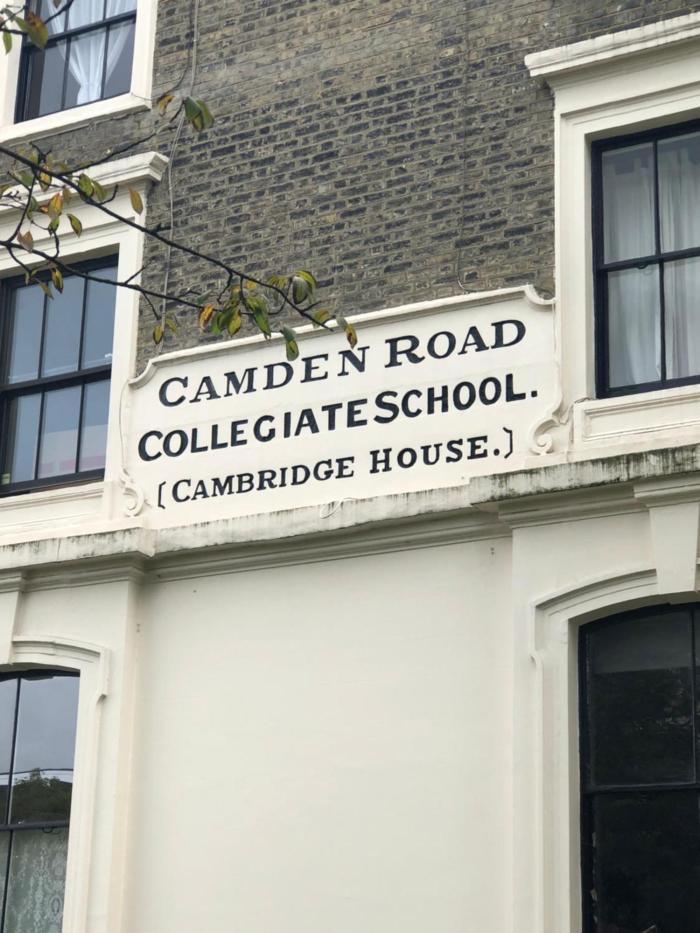 CAMDEN ROAD
COLLEGIATE SCHOOL.
[CAMBRIDGE HOUSE.]